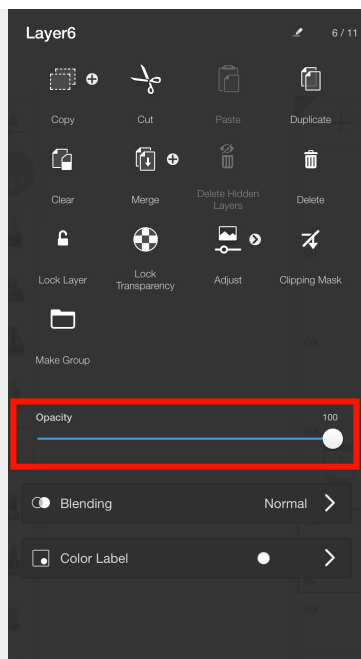 Layer6
6 / 11
Copy
Cut
Paste
Duplicate
Clear
Merge
Delete Hidden
Layers
Delete
Lock Layer
Lock
Transparency
Adjust
Clipping Mask
Make Group
Opacity
100
Blending
Normal
Color Label